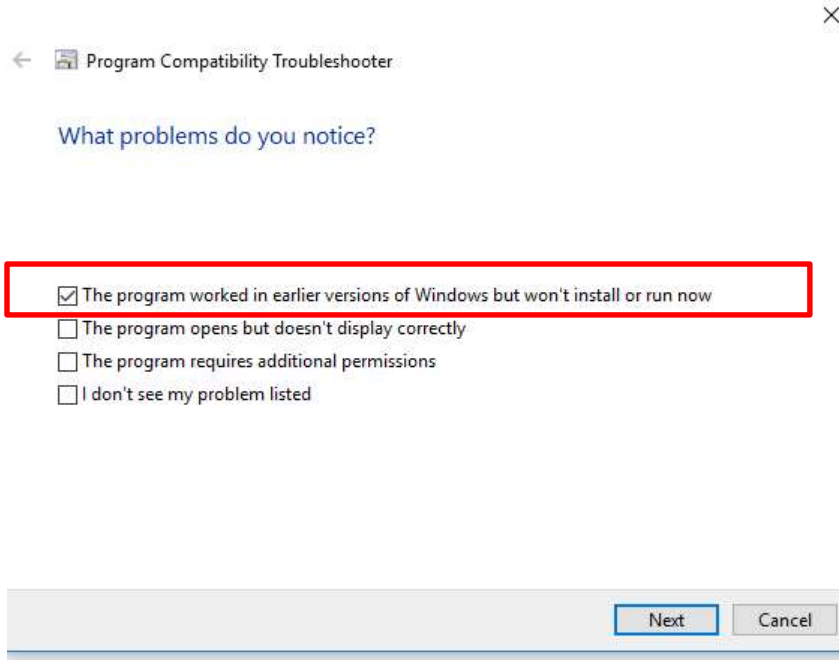 Program Compatibility Troubleshooter
What problems do you notice?
The program worked in earlier versions of Windows but won't install or run now
The program opens but doesn't display correctly
The program requires additional permissions
I don't see my problem listed
Next Cancel